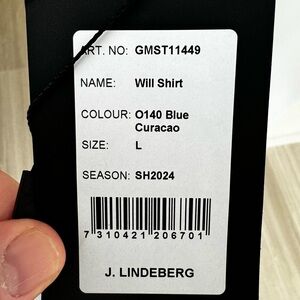 ART. NO: GMST11449
NAME: Will Shirt
COLOUR: O140 Blue
Curacao
SIZE: L
SEASON: SH2024
7 310421 206701
J. LINDEBERG